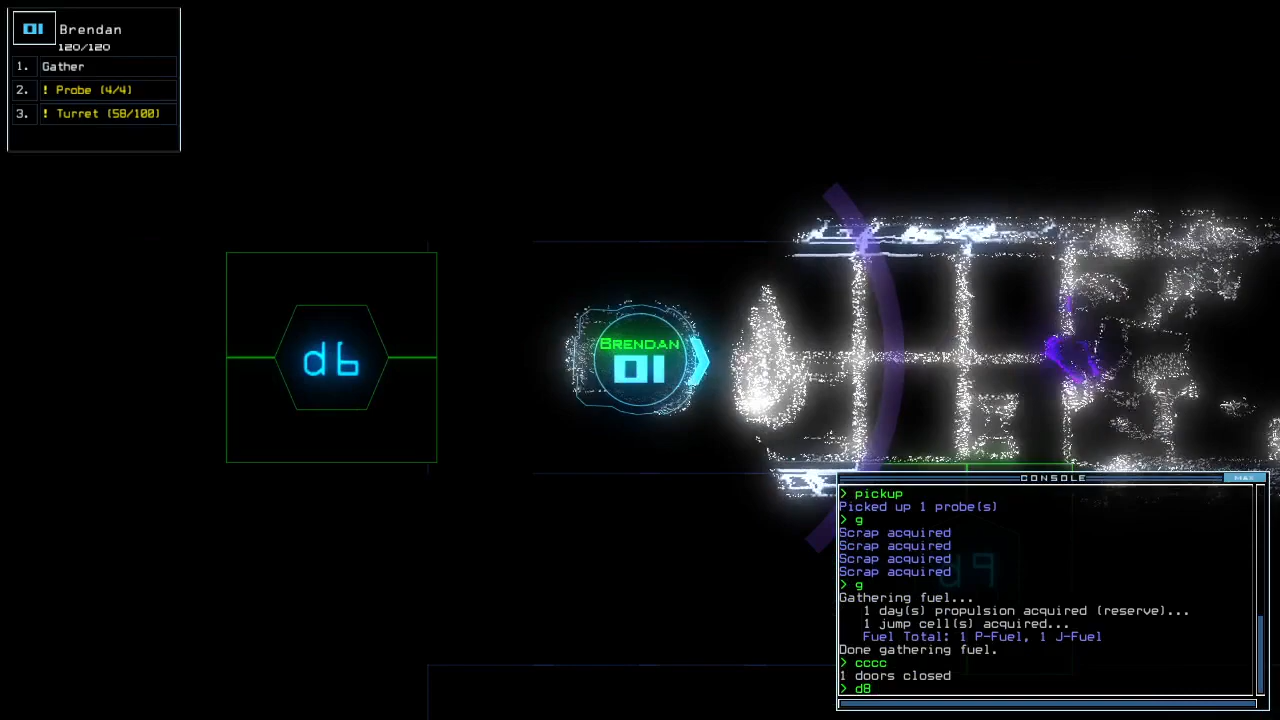 01 Brendan
120/120
1. Gather
2. ! Probe (4/4)
3. ! Turret (58/100)
d6
Brendan
01
d9
CONSOLE
MAX
> pickup
Picked up 1 probe(s)
> g
Scrap acquired
Scrap acquired
Scrap acquired
Scrap acquired
> g
Gathering fuel...
1 day(s) propulsion acquired (reserve)...
1 jump cell(s) acquired...
Fuel Total: 1 P-Fuel, 1 J-Fuel
Done gathering fuel.
> cccc
1 doors closed
> d8